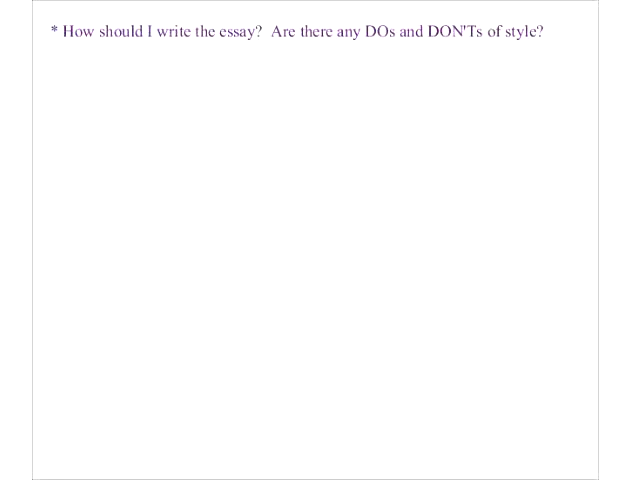 * How should I write the essay?  Are there any DOs and DON'Ts of style?